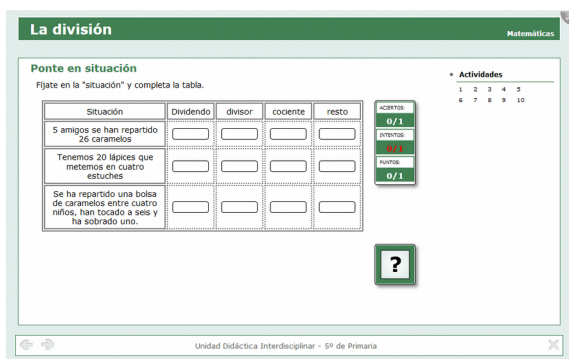 La división
Matemáticas
Ponte en situación
Fíjate en la "situación" y completa la tabla.
Situación
Dividendo
divisor
cociente
resto
5 amigos se han repartido
26 caramelos
Tenemos 20 lápices que
metemos en cuatro
estuches
Se ha repartido una bolsa
de caramelos entre cuatro
niños, han tocado a seis y
ha sobrado uno.
ACIERTOS:
0/1
INTENTOS:
0/1
PUNTOS:
0/1
?
Actividades
1 2 3 4 5
6 7 8 9 10
Unidad Didáctica Interdisciplinar - 5º de Primaria